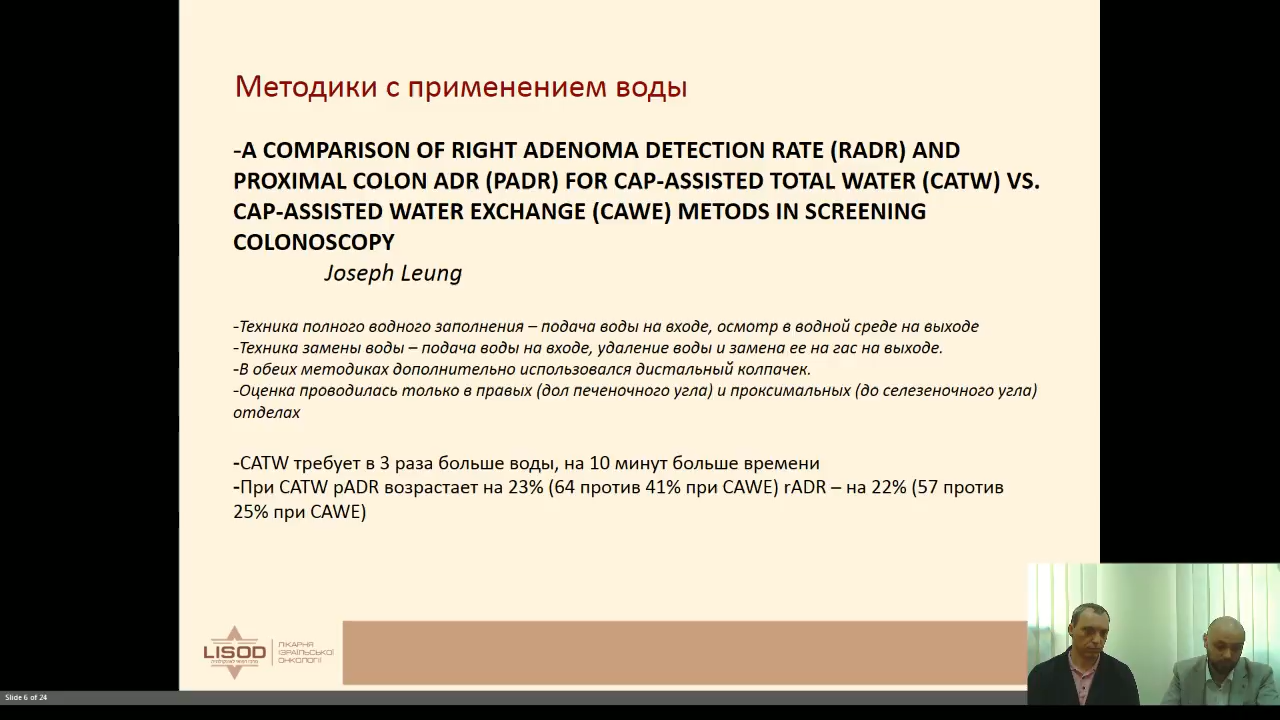 Методики с применением воды
-A COMPARISON OF RIGHT ADENOMA DETECTION RATE (RADR) AND
PROXIMAL COLON ADR (PADR) FOR CAP-ASSISTED TOTAL WATER (CATW) VS.
CAP-ASSISTED WATER EXCHANGE (CAWE) METODS IN SCREENING
COLONOSCOPY
Joseph Leung
-Техника полного водного заполнения – подача воды на входе, осмотр в водной среде на выходе
-Техника замены воды – подача воды на входе, удаление воды и замена ее на гас на выходе.
-В обеих методиках дополнительно использовался дистальный колпачек.
-Оценка проводилась только в правых (дол печеночного угла) и проксимальных (до селезеночного угла)
отделах
-CATW требует в 3 раза больше воды, на 10 минут больше времени
-При CATW pADR возрастает на 23% (64 против 41% при CAWE) rADR – на 22% (57 против
25% при CAWE)
LISOD
ЛІКАРНЯ
ІЗРАЇЛЬСЬКОЇ
ОНКОЛОГІЇ
Slide 6 of 24